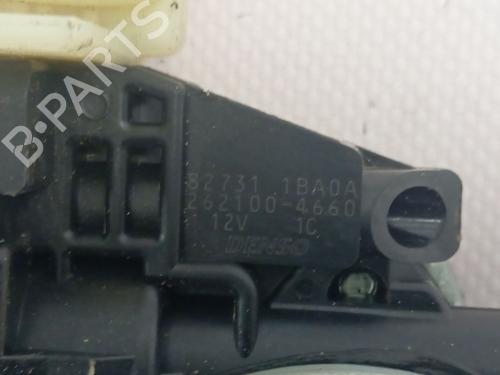 B-PARTS
82731 1BA0A
262100-4660
12V 1C
DENSO